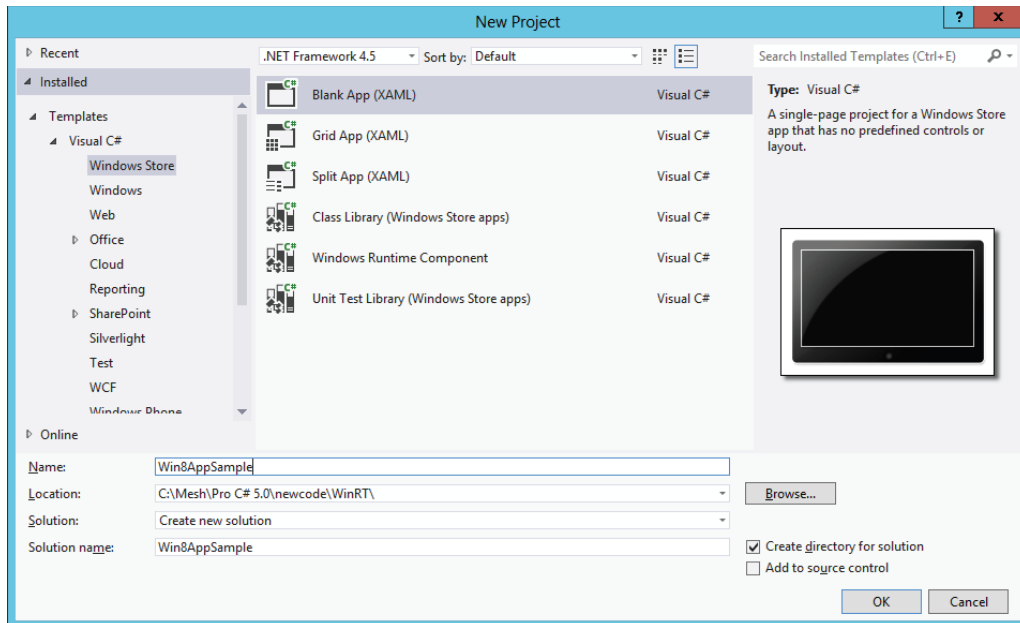 New Project
? x
Recent
.NET Framework 4.5 Sort by: Default
Search Installed Templates (Ctrl+E)
Installed
Templates
Visual C#
Windows Store
Windows
Web
Office
Cloud
Reporting
SharePoint
Silverlight
Test
WCF
Windows Phone
Online
C# Blank App (XAML) Visual C#
C# Grid App (XAML) Visual C#
C# Split App (XAML) Visual C#
C# Class Library (Windows Store apps) Visual C#
C# Windows Runtime Component Visual C#
C# Unit Test Library (Windows Store apps) Visual C#
Type: Visual C#
A single-page project for a Windows Store
app that has no predefined controls or
layout.
Name: Win8AppSample
Location: C:\Mesh\Pro C# 5.0\newcode\WinRT\
Browse...
Solution: Create new solution
Solution name: Win8AppSample
Create directory for solution
Add to source control
OK Cancel